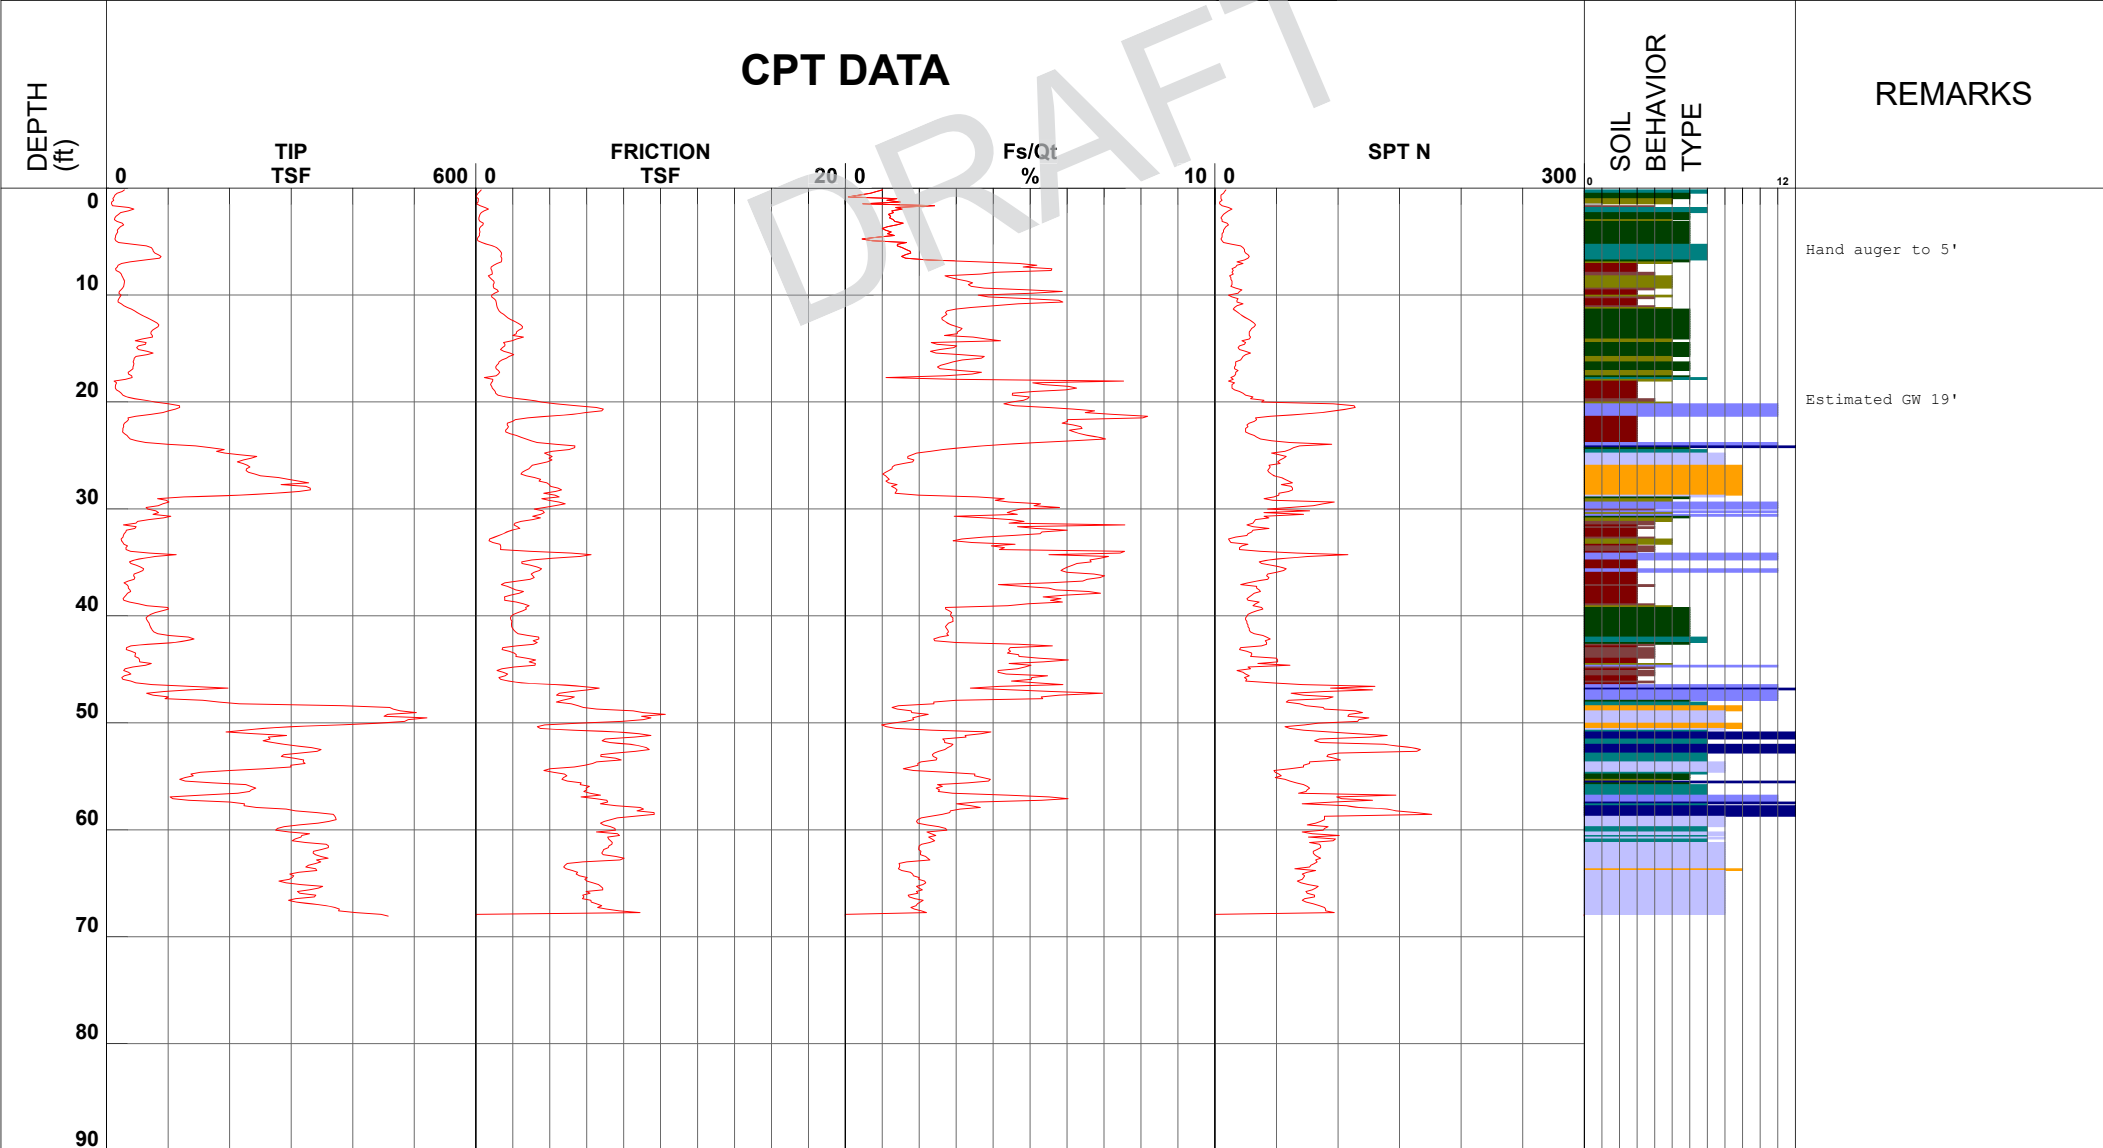 CPT DATA
DRAFT
DEPTH
(ft)
SOIL
BEHAVIOR
TYPE
REMARKS
TIP FRICTION Fs/Qt SPT N
0 TSF 600 0 TSF 20 0 % 10 0 300 0 12
0
Hand auger to 5'
10
20
Estimated GW 19'
30
40
50
60
70
80
90